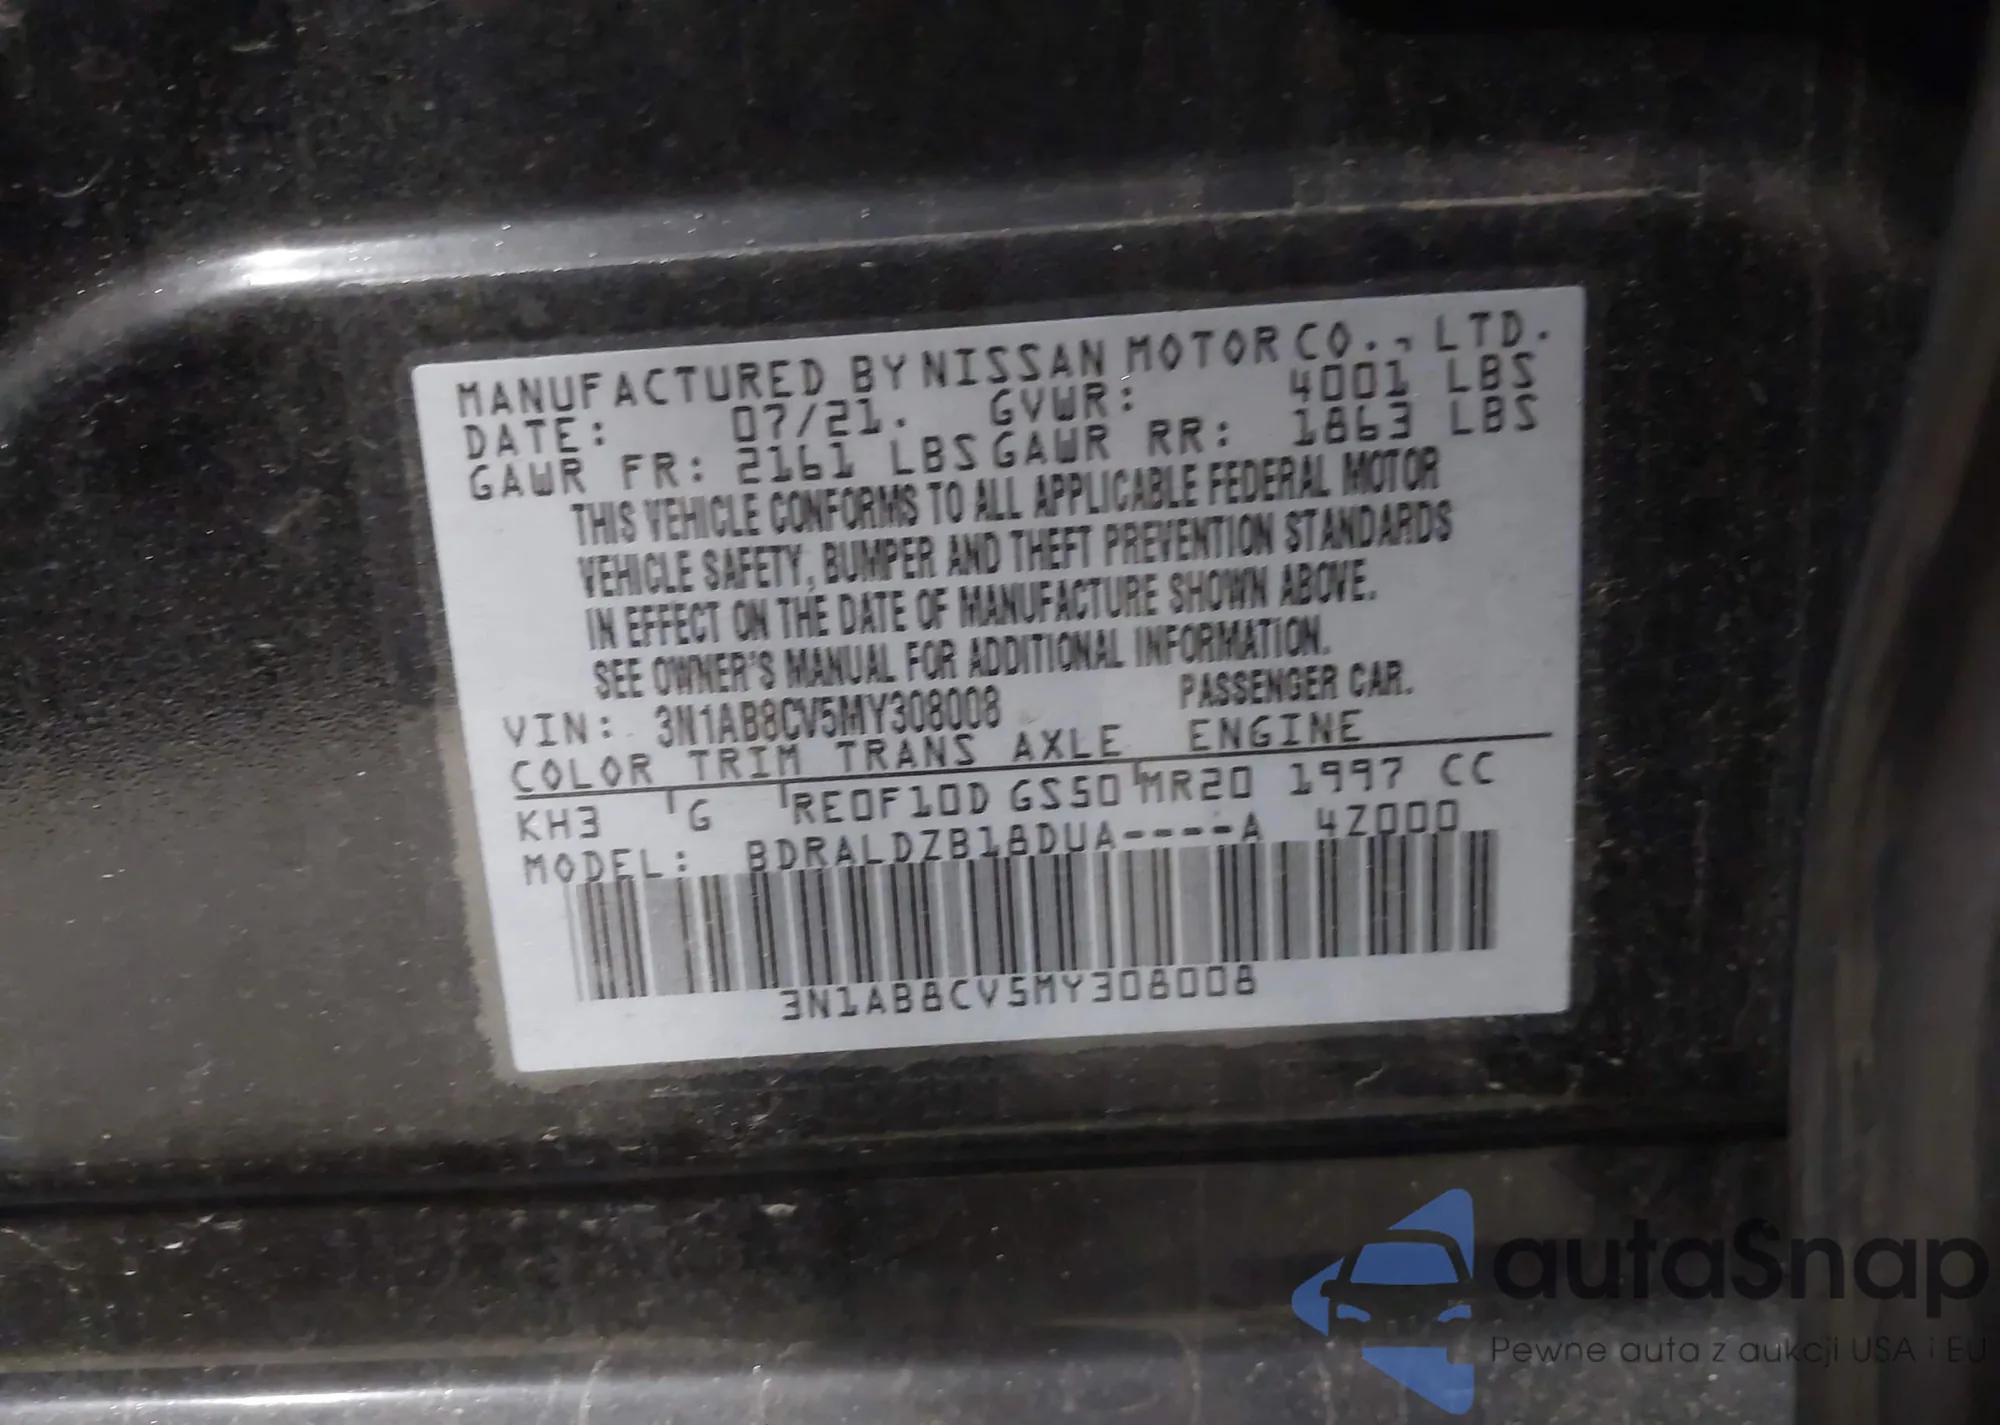 MANUFACTURED BY NISSAN MOTOR CO., LTD.
DATE: 07/21. GVWR: 4001 LBS
GAWR FR: 2161 LBS GAWR RR: 1863 LBS
THIS VEHICLE CONFORMS TO ALL APPLICABLE FEDERAL MOTOR
VEHICLE SAFETY, BUMPER AND THEFT PREVENTION STANDARDS
IN EFFECT ON THE DATE OF MANUFACTURE SHOWN ABOVE.
SEE OWNER'S MANUAL FOR ADDITIONAL INFORMATION.
VIN: 3N1AB8CV5MY308008 PASSENGER CAR.
COLOR TRIM TRANS AXLE ENGINE
KH3 G RE0F10D GS50 MR20 1997 CC
MODEL: BDRALDZB18DUA----A 4Z000
3N1AB8CV5MY308008
autaSnap
Pewne auta z aukcji USA i EU